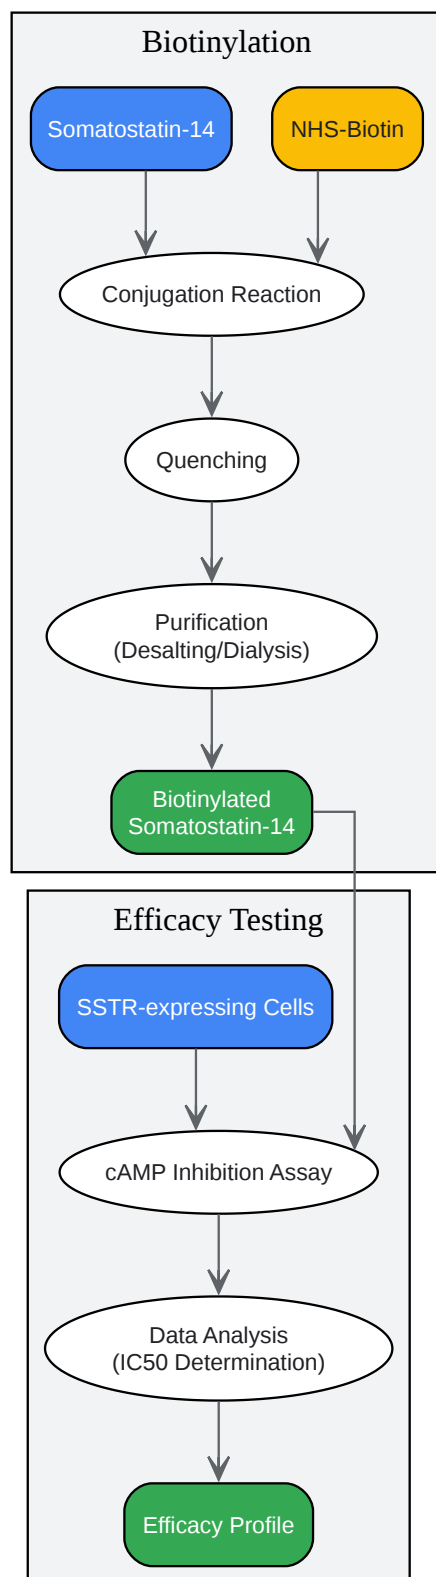 Biotinylation
Somatostatin-14
NHS-Biotin
Conjugation Reaction
Quenching
Purification
(Desalting/Dialysis)
Biotinylated
Somatostatin-14
Efficacy Testing
SSTR-expressing Cells
cAMP Inhibition Assay
Data Analysis
(IC50 Determination)
Efficacy Profile